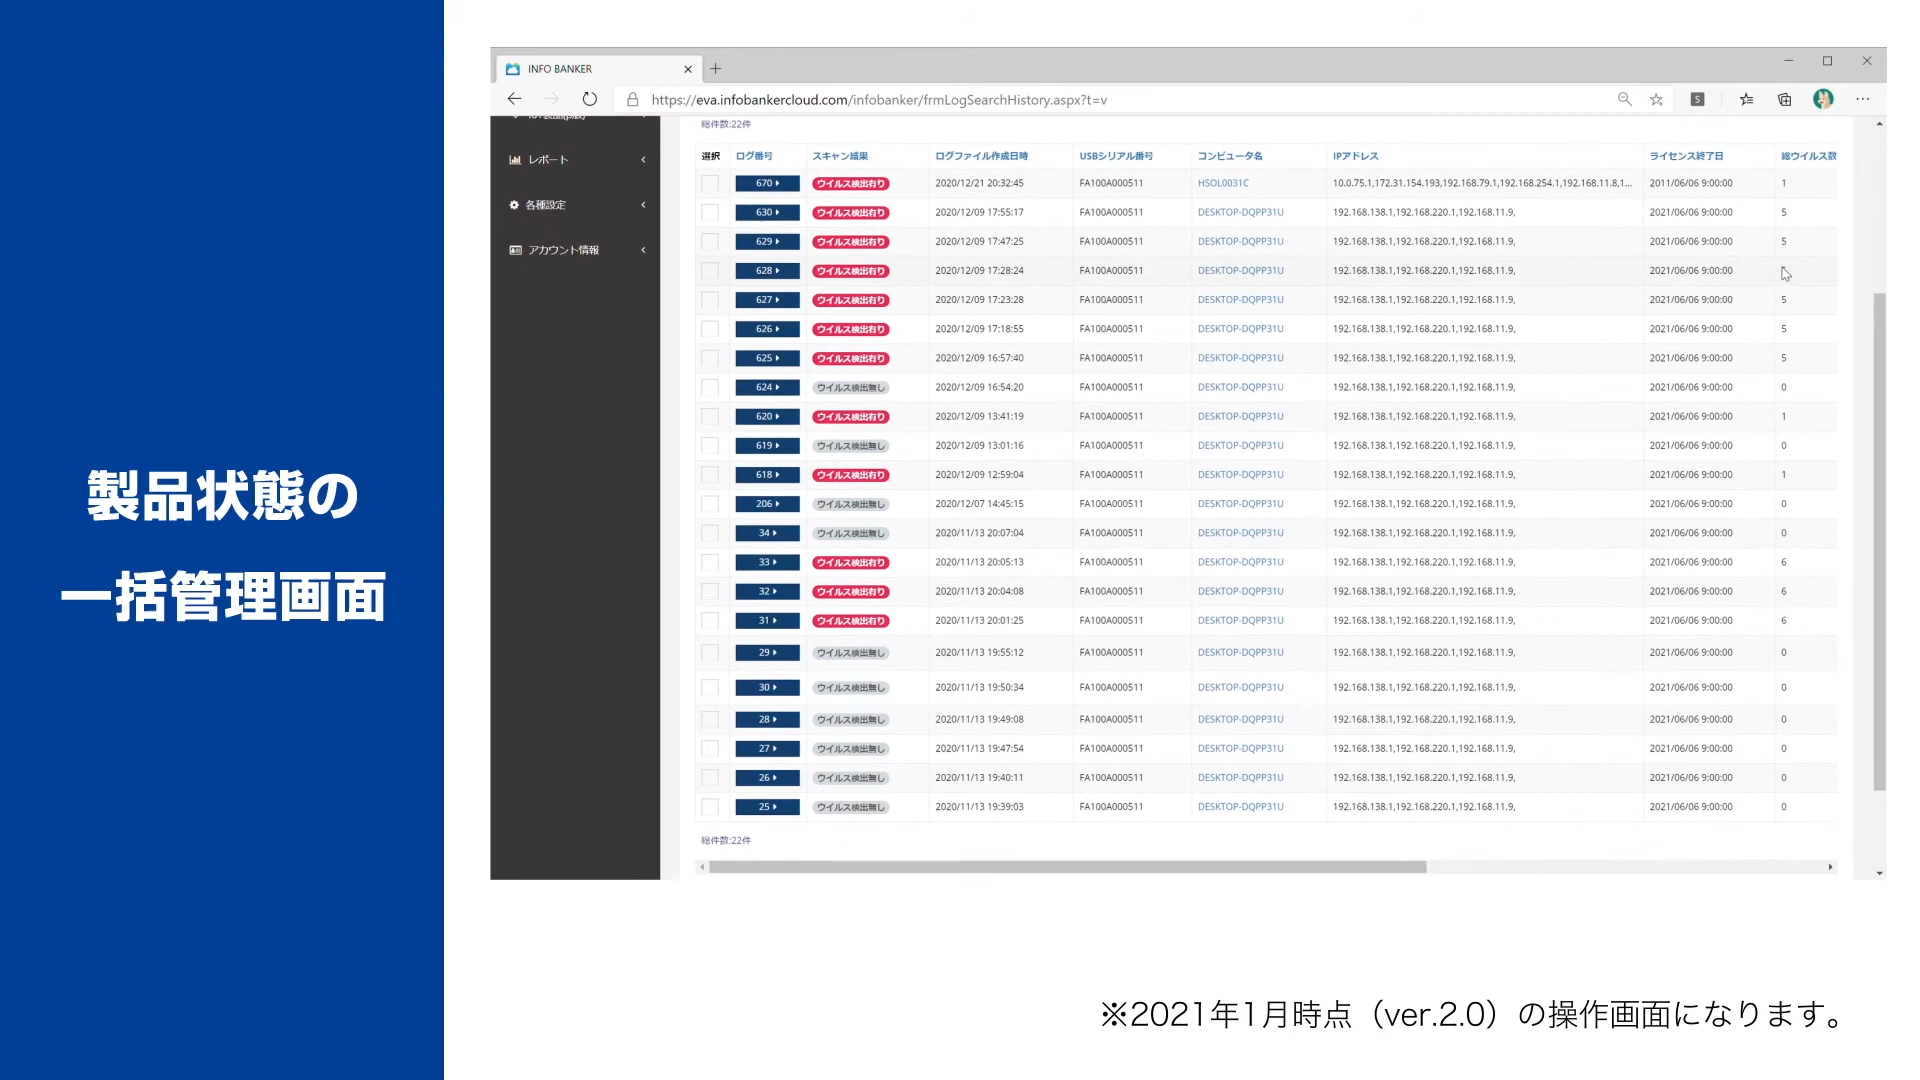 製品状態の
一括管理画面
INFO BANKER
https://eva.infobankercloud.com/infobanker/frmLogSearchHistory.aspx?t=v
S
レポート
各種設定
アカウント情報
総件数:22件
選択 ログ番号 スキャン結果 ログファイル作成日時 USBシリアル番号 コンピュータ名 IPアドレス ライセンス終了日 総ウイルス数
670 ウイルス検出有り 2020/12/21 20:32:45 FA100A000511 HSOL0031C 10.0.75.1,172.31.154.193,192.168.79.1,192.168.254.1,192.168.11.8,1... 2011/06/06 9:00:00 1
630 ウイルス検出有り 2020/12/09 17:55:17 FA100A000511 DESKTOP-DQPP31U 192.168.138.1,192.168.220.1,192.168.11.9, 2021/06/06 9:00:00 5
629 ウイルス検出有り 2020/12/09 17:47:25 FA100A000511 DESKTOP-DQPP31U 192.168.138.1,192.168.220.1,192.168.11.9, 2021/06/06 9:00:00 5
628 ウイルス検出有り 2020/12/09 17:28:24 FA100A000511 DESKTOP-DQPP31U 192.168.138.1,192.168.220.1,192.168.11.9, 2021/06/06 9:00:00
627 ウイルス検出有り 2020/12/09 17:23:28 FA100A000511 DESKTOP-DQPP31U 192.168.138.1,192.168.220.1,192.168.11.9, 2021/06/06 9:00:00 5
626 ウイルス検出有り 2020/12/09 17:18:55 FA100A000511 DESKTOP-DQPP31U 192.168.138.1,192.168.220.1,192.168.11.9, 2021/06/06 9:00:00 5
625 ウイルス検出有り 2020/12/09 16:57:40 FA100A000511 DESKTOP-DQPP31U 192.168.138.1,192.168.220.1,192.168.11.9, 2021/06/06 9:00:00 5
624 ウイルス検出無し 2020/12/09 16:54:20 FA100A000511 DESKTOP-DQPP31U 192.168.138.1,192.168.220.1,192.168.11.9, 2021/06/06 9:00:00 0
620 ウイルス検出有り 2020/12/09 13:41:19 FA100A000511 DESKTOP-DQPP31U 192.168.138.1,192.168.220.1,192.168.11.9, 2021/06/06 9:00:00 1
619 ウイルス検出無し 2020/12/09 13:01:16 FA100A000511 DESKTOP-DQPP31U 192.168.138.1,192.168.220.1,192.168.11.9, 2021/06/06 9:00:00 0
618 ウイルス検出有り 2020/12/09 12:59:04 FA100A000511 DESKTOP-DQPP31U 192.168.138.1,192.168.220.1,192.168.11.9, 2021/06/06 9:00:00 1
206 ウイルス検出無し 2020/12/07 14:45:15 FA100A000511 DESKTOP-DQPP31U 192.168.138.1,192.168.220.1,192.168.11.9, 2021/06/06 9:00:00 0
34 ウイルス検出無し 2020/11/13 20:07:04 FA100A000511 DESKTOP-DQPP31U 192.168.138.1,192.168.220.1,192.168.11.9, 2021/06/06 9:00:00 0
33 ウイルス検出有り 2020/11/13 20:05:13 FA100A000511 DESKTOP-DQPP31U 192.168.138.1,192.168.220.1,192.168.11.9, 2021/06/06 9:00:00 6
32 ウイルス検出有り 2020/11/13 20:04:08 FA100A000511 DESKTOP-DQPP31U 192.168.138.1,192.168.220.1,192.168.11.9, 2021/06/06 9:00:00 6
31 ウイルス検出有り 2020/11/13 20:01:25 FA100A000511 DESKTOP-DQPP31U 192.168.138.1,192.168.220.1,192.168.11.9, 2021/06/06 9:00:00 6
29 ウイルス検出無し 2020/11/13 19:55:12 FA100A000511 DESKTOP-DQPP31U 192.168.138.1,192.168.220.1,192.168.11.9, 2021/06/06 9:00:00 0
30 ウイルス検出無し 2020/11/13 19:50:34 FA100A000511 DESKTOP-DQPP31U 192.168.138.1,192.168.220.1,192.168.11.9, 2021/06/06 9:00:00 0
28 ウイルス検出無し 2020/11/13 19:49:08 FA100A000511 DESKTOP-DQPP31U 192.168.138.1,192.168.220.1,192.168.11.9, 2021/06/06 9:00:00 0
27 ウイルス検出無し 2020/11/13 19:47:54 FA100A000511 DESKTOP-DQPP31U 192.168.138.1,192.168.220.1,192.168.11.9, 2021/06/06 9:00:00 0
26 ウイルス検出無し 2020/11/13 19:40:11 FA100A000511 DESKTOP-DQPP31U 192.168.138.1,192.168.220.1,192.168.11.9, 2021/06/06 9:00:00 0
25 ウイルス検出無し 2020/11/13 19:39:03 FA100A000511 DESKTOP-DQPP31U 192.168.138.1,192.168.220.1,192.168.11.9, 2021/06/06 9:00:00 0
総件数:22件
※2021年1月時点（ver.2.0）の操作画面になります。